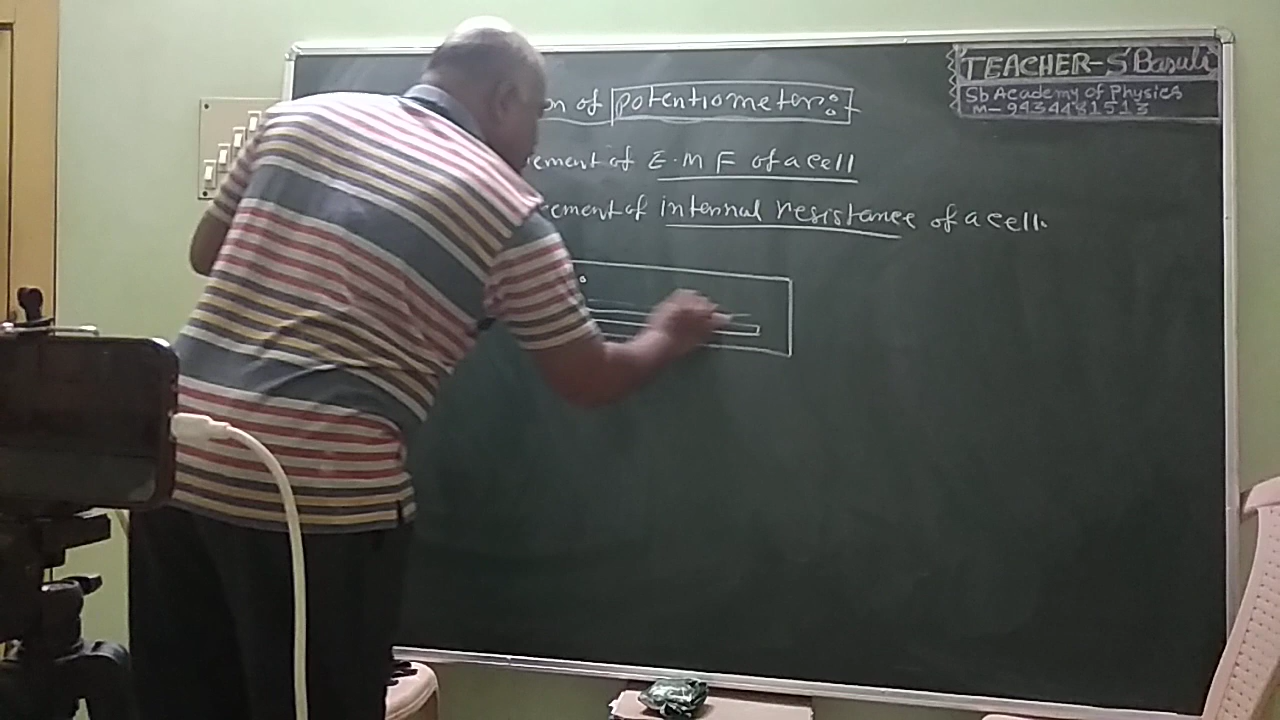 TEACHER-S Basuli
Sb Academy of Physics
M-9434481513
on of potentiometer:-
ement of E.M F of a cell
ement of internal resistance of a cell.